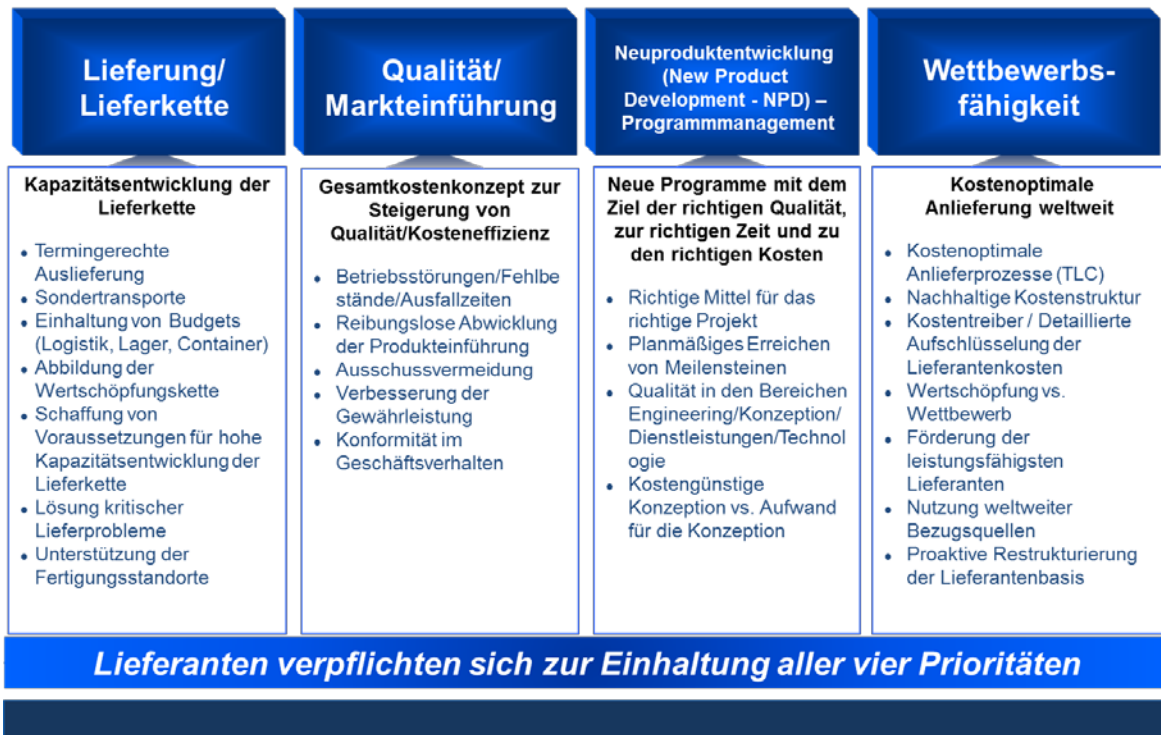 Lieferung/
Lieferkette
Kapazitätsentwicklung der
Lieferkette
• Termingerechte
Auslieferung
• Sondertransporte
• Einhaltung von Budgets
(Logistik, Lager, Container)
• Abbildung der
Wertschöpfungskette
• Schaffung von
Voraussetzungen für hohe
Kapazitätsentwicklung der
Lieferkette
• Lösung kritischer
Lieferprobleme
• Unterstützung der
Fertigungsstandorte
Qualität/
Markteinführung
Gesamtkostenkonzept zur
Steigerung von
Qualität/Kosteneffizienz
• Betriebsstörungen/Fehlbe
stände/Ausfallzeiten
• Reibungslose Abwicklung
der Produkteinführung
• Ausschussvermeidung
• Verbesserung der
Gewährleistung
• Konformität im
Geschäftsverhalten
Neuproduktentwicklung
(New Product
Development - NPD) –
Programmmanagement
Neue Programme mit dem
Ziel der richtigen Qualität,
zur richtigen Zeit und zu
den richtigen Kosten
• Richtige Mittel für das
richtige Projekt
• Planmäßiges Erreichen
von Meilensteinen
• Qualität in den Bereichen
Engineering/Konzeption/
Dienstleistungen/Technol
ogie
• Kostengünstige
Konzeption vs. Aufwand
für die Konzeption
Wettbewerbs-
fähigkeit
Kostenoptimale
Anlieferung weltweit
• Kostenoptimale
Anlieferprozesse (TLC)
• Nachhaltige Kostenstruktur
• Kostentreiber / Detaillierte
Aufschlüsselung der
Lieferantenkosten
• Wertschöpfung vs.
Wettbewerb
• Förderung der
leistungsfähigsten
Lieferanten
• Nutzung weltweiter
Bezugsquellen
• Proaktive Restrukturierung
der Lieferantenbasis
Lieferanten verpflichten sich zur Einhaltung aller vier Prioritäten